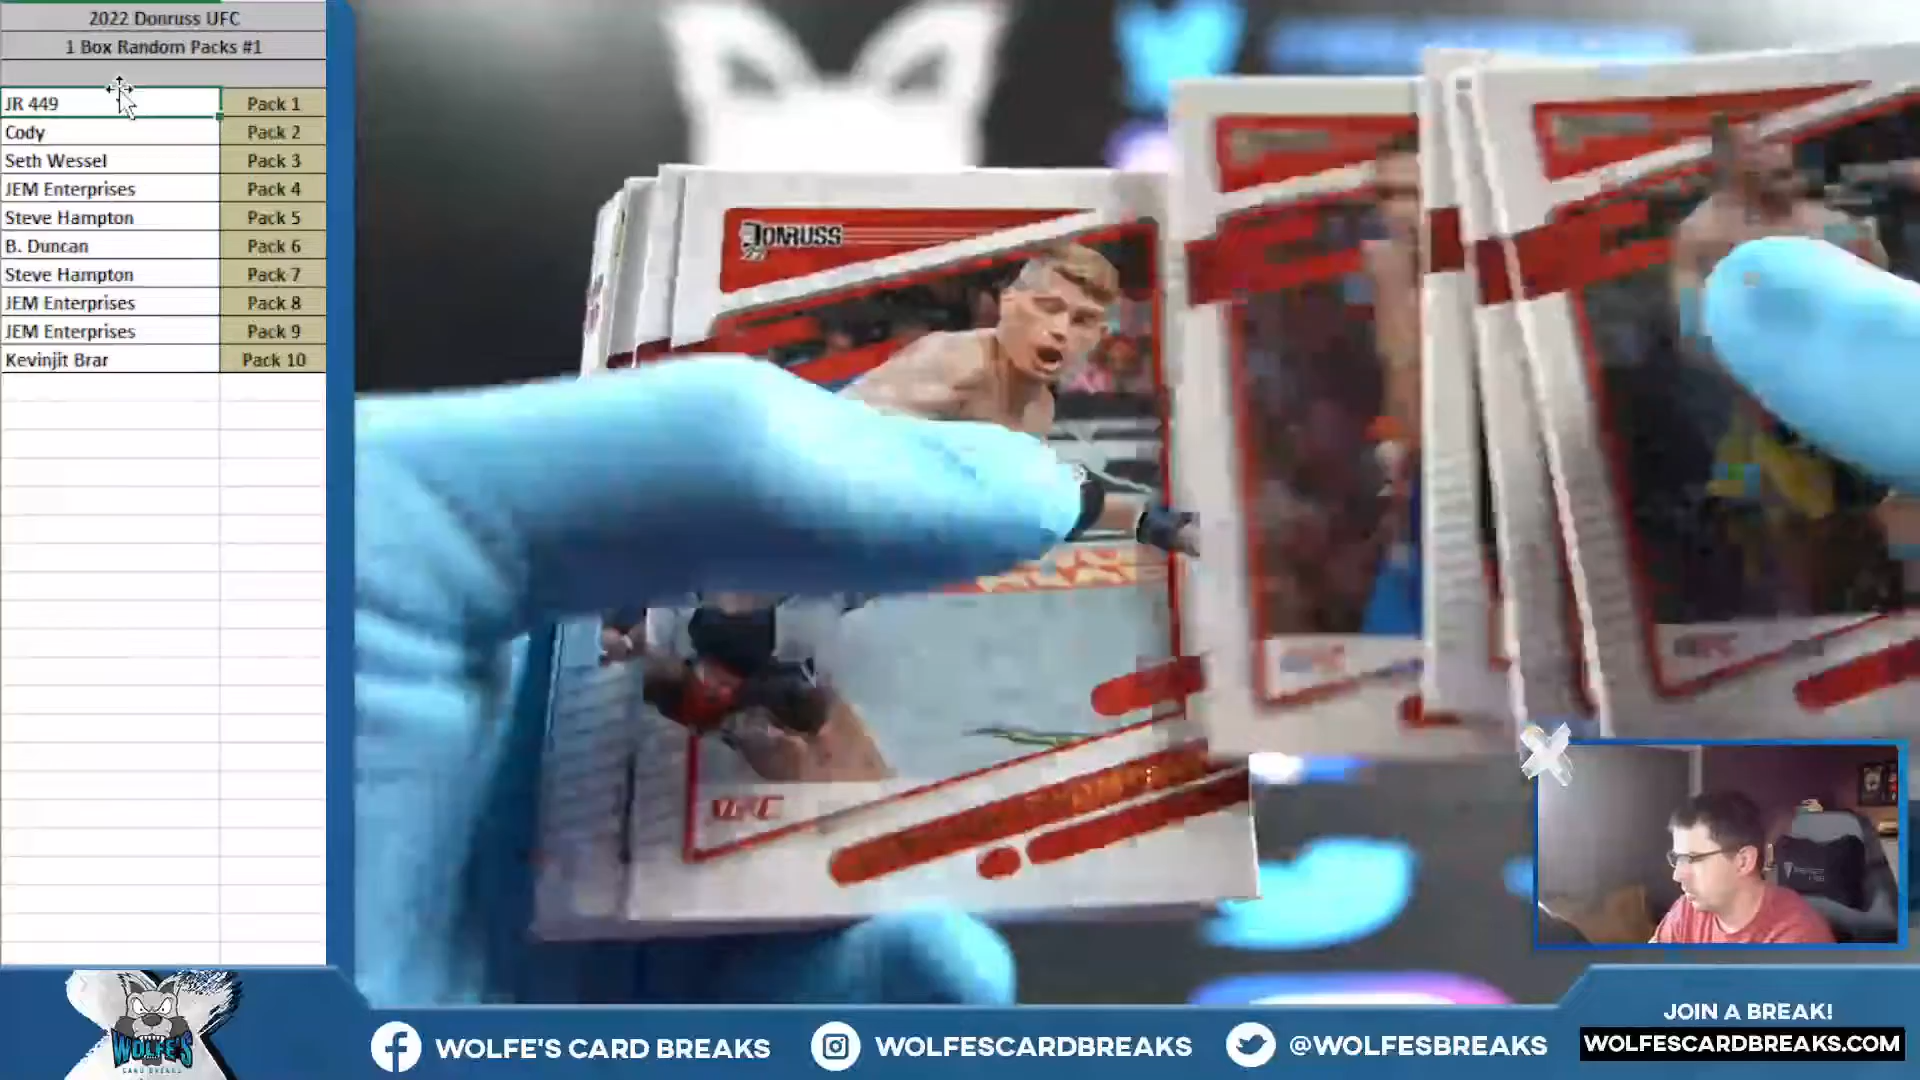 2022 Donruss UFC
1 Box Random Packs #1
JR 449 Pack 1
Cody Pack 2
Seth Wessel Pack 3
JEM Enterprises Pack 4
Steve Hampton Pack 5
B. Duncan Pack 6
Steve Hampton Pack 7
JEM Enterprises Pack 8
JEM Enterprises Pack 9
Kevinjit Brar Pack 10
DONRUSS
UFC
WOLFE'S
CARD BREAKS
WOLFE'S CARD BREAKS
WOLFESCARDBREAKS
@WOLFESBREAKS
JOIN A BREAK!
WOLFESCARDBREAKS.COM